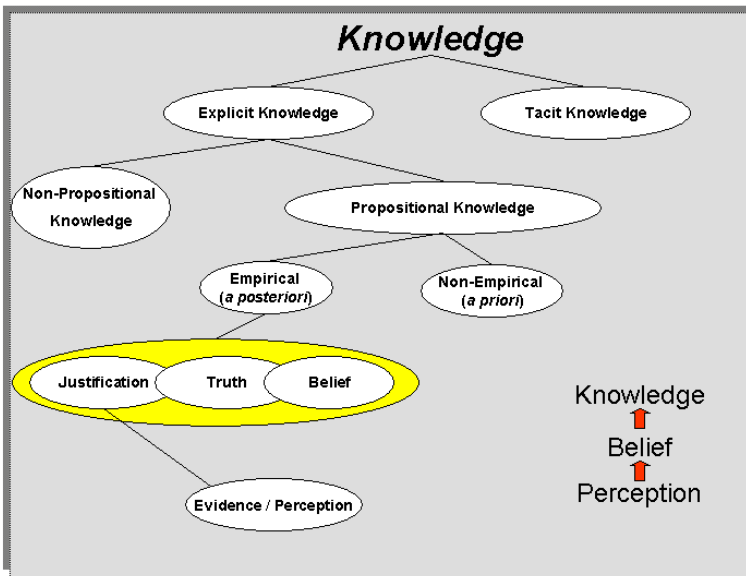 Knowledge
Explicit Knowledge
Tacit Knowledge
Non-Propositional
Knowledge
Propositional Knowledge
Empirical
(a posteriori)
Non-Empirical
(a priori)
Justification
Truth
Belief
Evidence / Perception
Knowledge
Belief
Perception